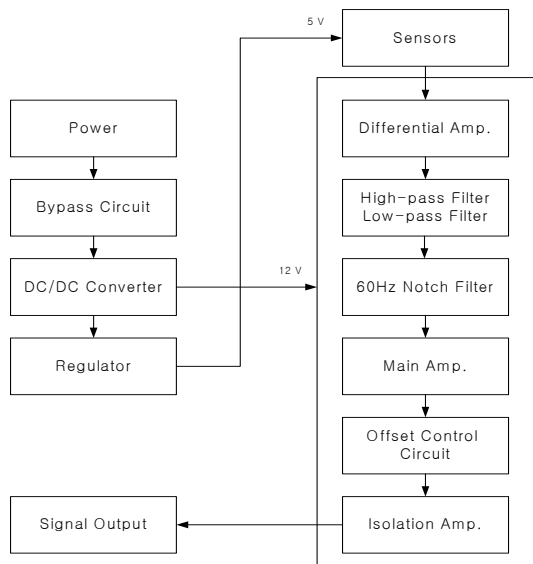 5 V
Sensors
Power
Differential Amp.
Bypass Circuit
High-pass Filter
Low-pass Filter
DC/DC Converter
12 V
60Hz Notch Filter
Regulator
Main Amp.
Offset Control
Circuit
Signal Output
Isolation Amp.